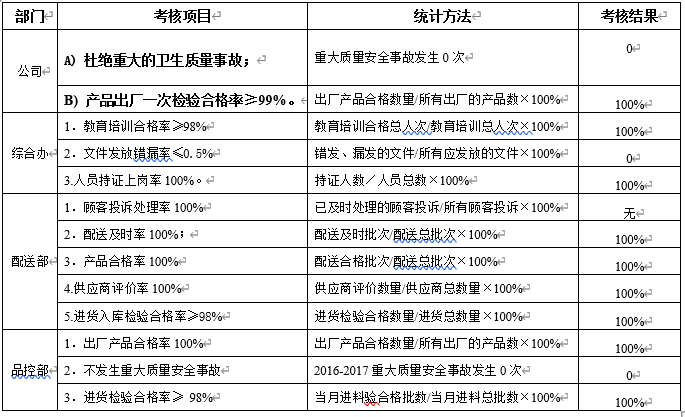 部门 考核项目 统计方法 考核结果
公司 A) 杜绝重大的卫生质量事故； 重大质量安全事故发生 0 次 0
B) 产品出厂一次检验合格率≥99%。 出厂产品合格数量/所有出厂的产品数×100% 100%
综合办 1．教育培训合格率≥98% 教育培训合格总人次/教育培训总人次×100% 100%
2．文件发放错漏率≤0.5% 错发、漏发的文件/所有应发放的文件×100% 0
3.人员持证上岗率 100%。 持证人数／人员总数×100% 100%
配送部 1．顾客投诉处理率 100% 已及时处理的顾客投诉/所有顾客投诉×100% 无
2．配送及时率 100%； 配送及时批次/配送总批次×100% 100%
3．产品合格率 100% 配送合格批次/配送总批次×100% 100%
4.供应商评价率 100% 供应商评价数量/供应商总数量×100% 100%
5.进货入库检验合格率≥98% 进货检验合格数量/进货总数量×100% 100%
品控部 1．出厂产品合格率 100% 出厂产品合格数量/所有出厂的产品数×100% 100%
2．不发生重大质量安全事故 2016-2017 重大质量安全事故发生 0 次 0
3．进货检验合格率≥ 98% 当月进料验合格批数/当月进料总批数×100% 100%